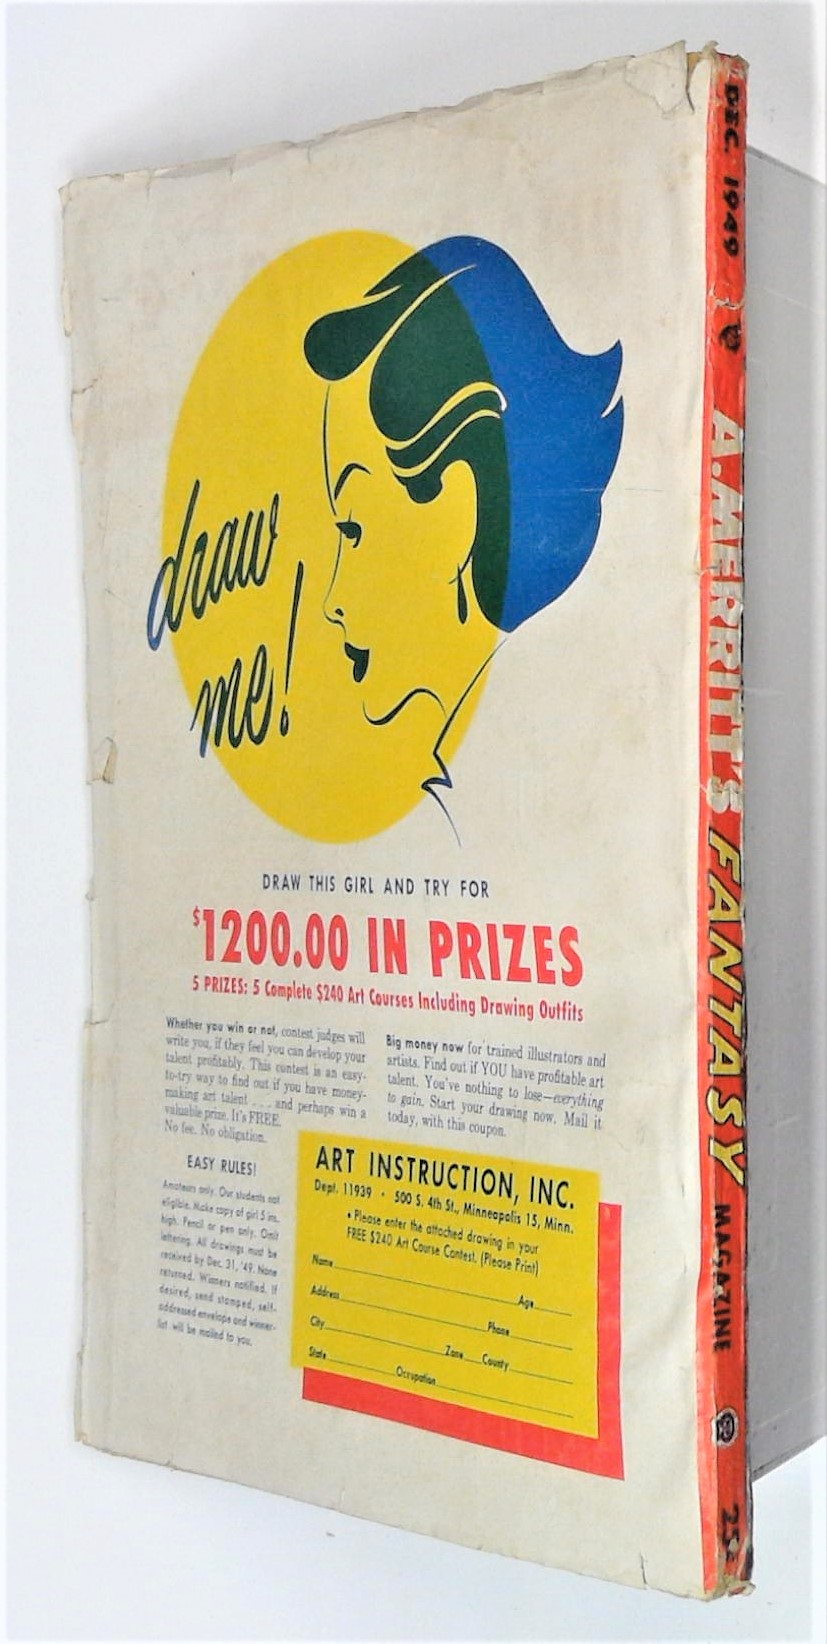 draw
me!
DRAW THIS GIRL AND TRY FOR
$1200.00 IN PRIZES
5 PRIZES: 5 Complete $240 Art Courses Including Drawing Outfits
Whether you win or not, contest judges will
write you, if they feel you can develop your
talent profitably. This contest is an easy-
to-try way to find out if you have money-
making art talent . . . and perhaps win a
valuable prize. It's FREE.
No fee. No obligation.
Big money now for trained illustrators and
artists. Find out if YOU have profitable art
talent. You've nothing to lose—everything
to gain. Start your drawing now. Mail it
today, with this coupon.
EASY RULES!
Amateurs only. Our students not
eligible. Make copy of girl 5 ins.
high. Pencil or pen only. Omit
lettering. All drawings must be
received by Dec. 31, '49. None
returned. Winners notified. If
desired, send stamped, self-
addressed envelope and winner-
list will be mailed to you.
ART INSTRUCTION, INC.
Dept. 11939 • 500 S. 4th St., Minneapolis 15, Minn.
• Please enter the attached drawing in your
FREE $240 Art Course Contest. (Please Print)
Name
Age
Address
Phone
City
Zone County
State
Occupation
DEC. 1949 A. MERRITT'S FANTASY MAGAZINE 25¢